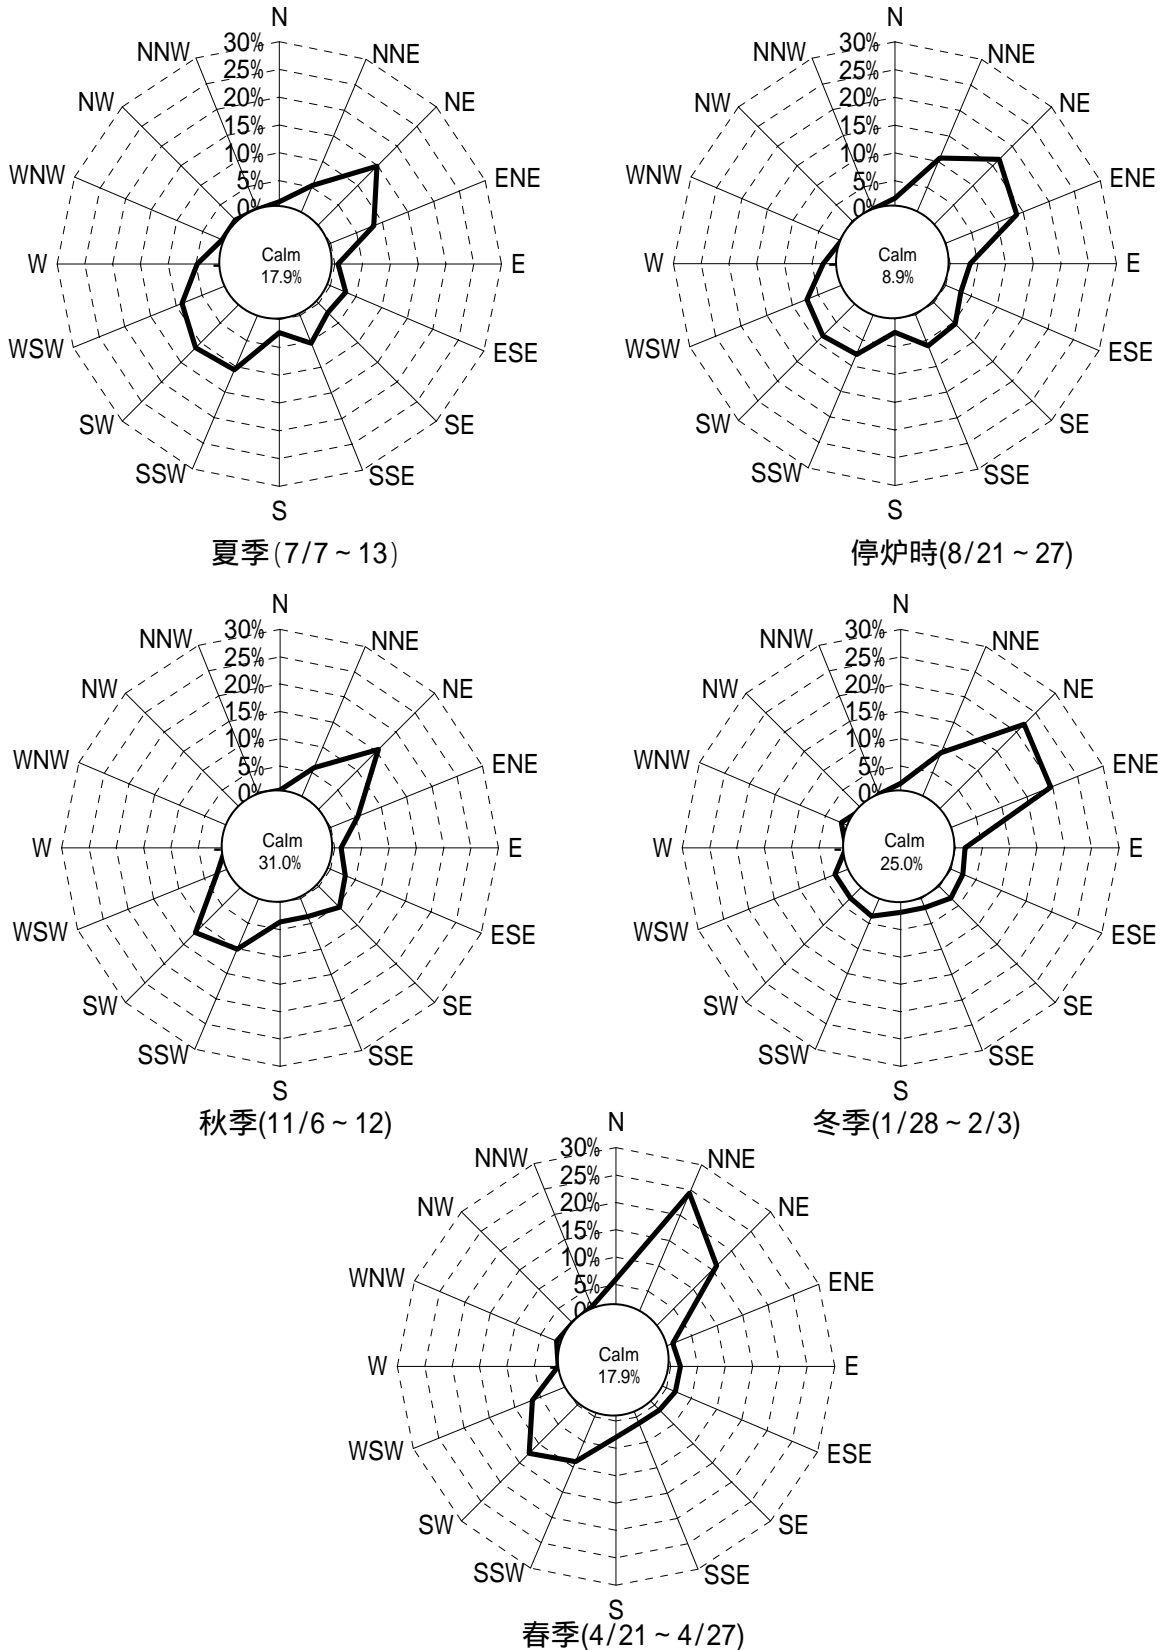 N
NNW
NNE
30%
25%
20%
15%
10%
5%
0%
NW
NE
WNW
ENE
Calm
17.9%
W
E
WSW
ESE
SW
SE
SSW
SSE
S
夏季(7/7 ~ 13)
N
NNW
NNE
30%
25%
20%
15%
10%
5%
0%
NW
NE
WNW
ENE
Calm
8.9%
W
E
WSW
ESE
SW
SE
SSW
SSE
S
停炉時(8/21 ~ 27)
N
NNW
NNE
30%
25%
20%
15%
10%
5%
0%
NW
NE
WNW
ENE
Calm
31.0%
W
E
WSW
ESE
SW
SE
SSW
SSE
S
秋季(11/6 ~ 12)
N
NNW
NNE
30%
25%
20%
15%
10%
5%
0%
NW
NE
WNW
ENE
Calm
25.0%
W
E
WSW
ESE
SW
SE
SSW
SSE
S
冬季(1/28 ~ 2/3)
N
NNW
NNE
30%
25%
20%
15%
10%
5%
0%
NW
NE
WNW
ENE
Calm
17.9%
W
E
WSW
ESE
SW
SE
SSW
SSE
S
春季(4/21 ~ 4/27)